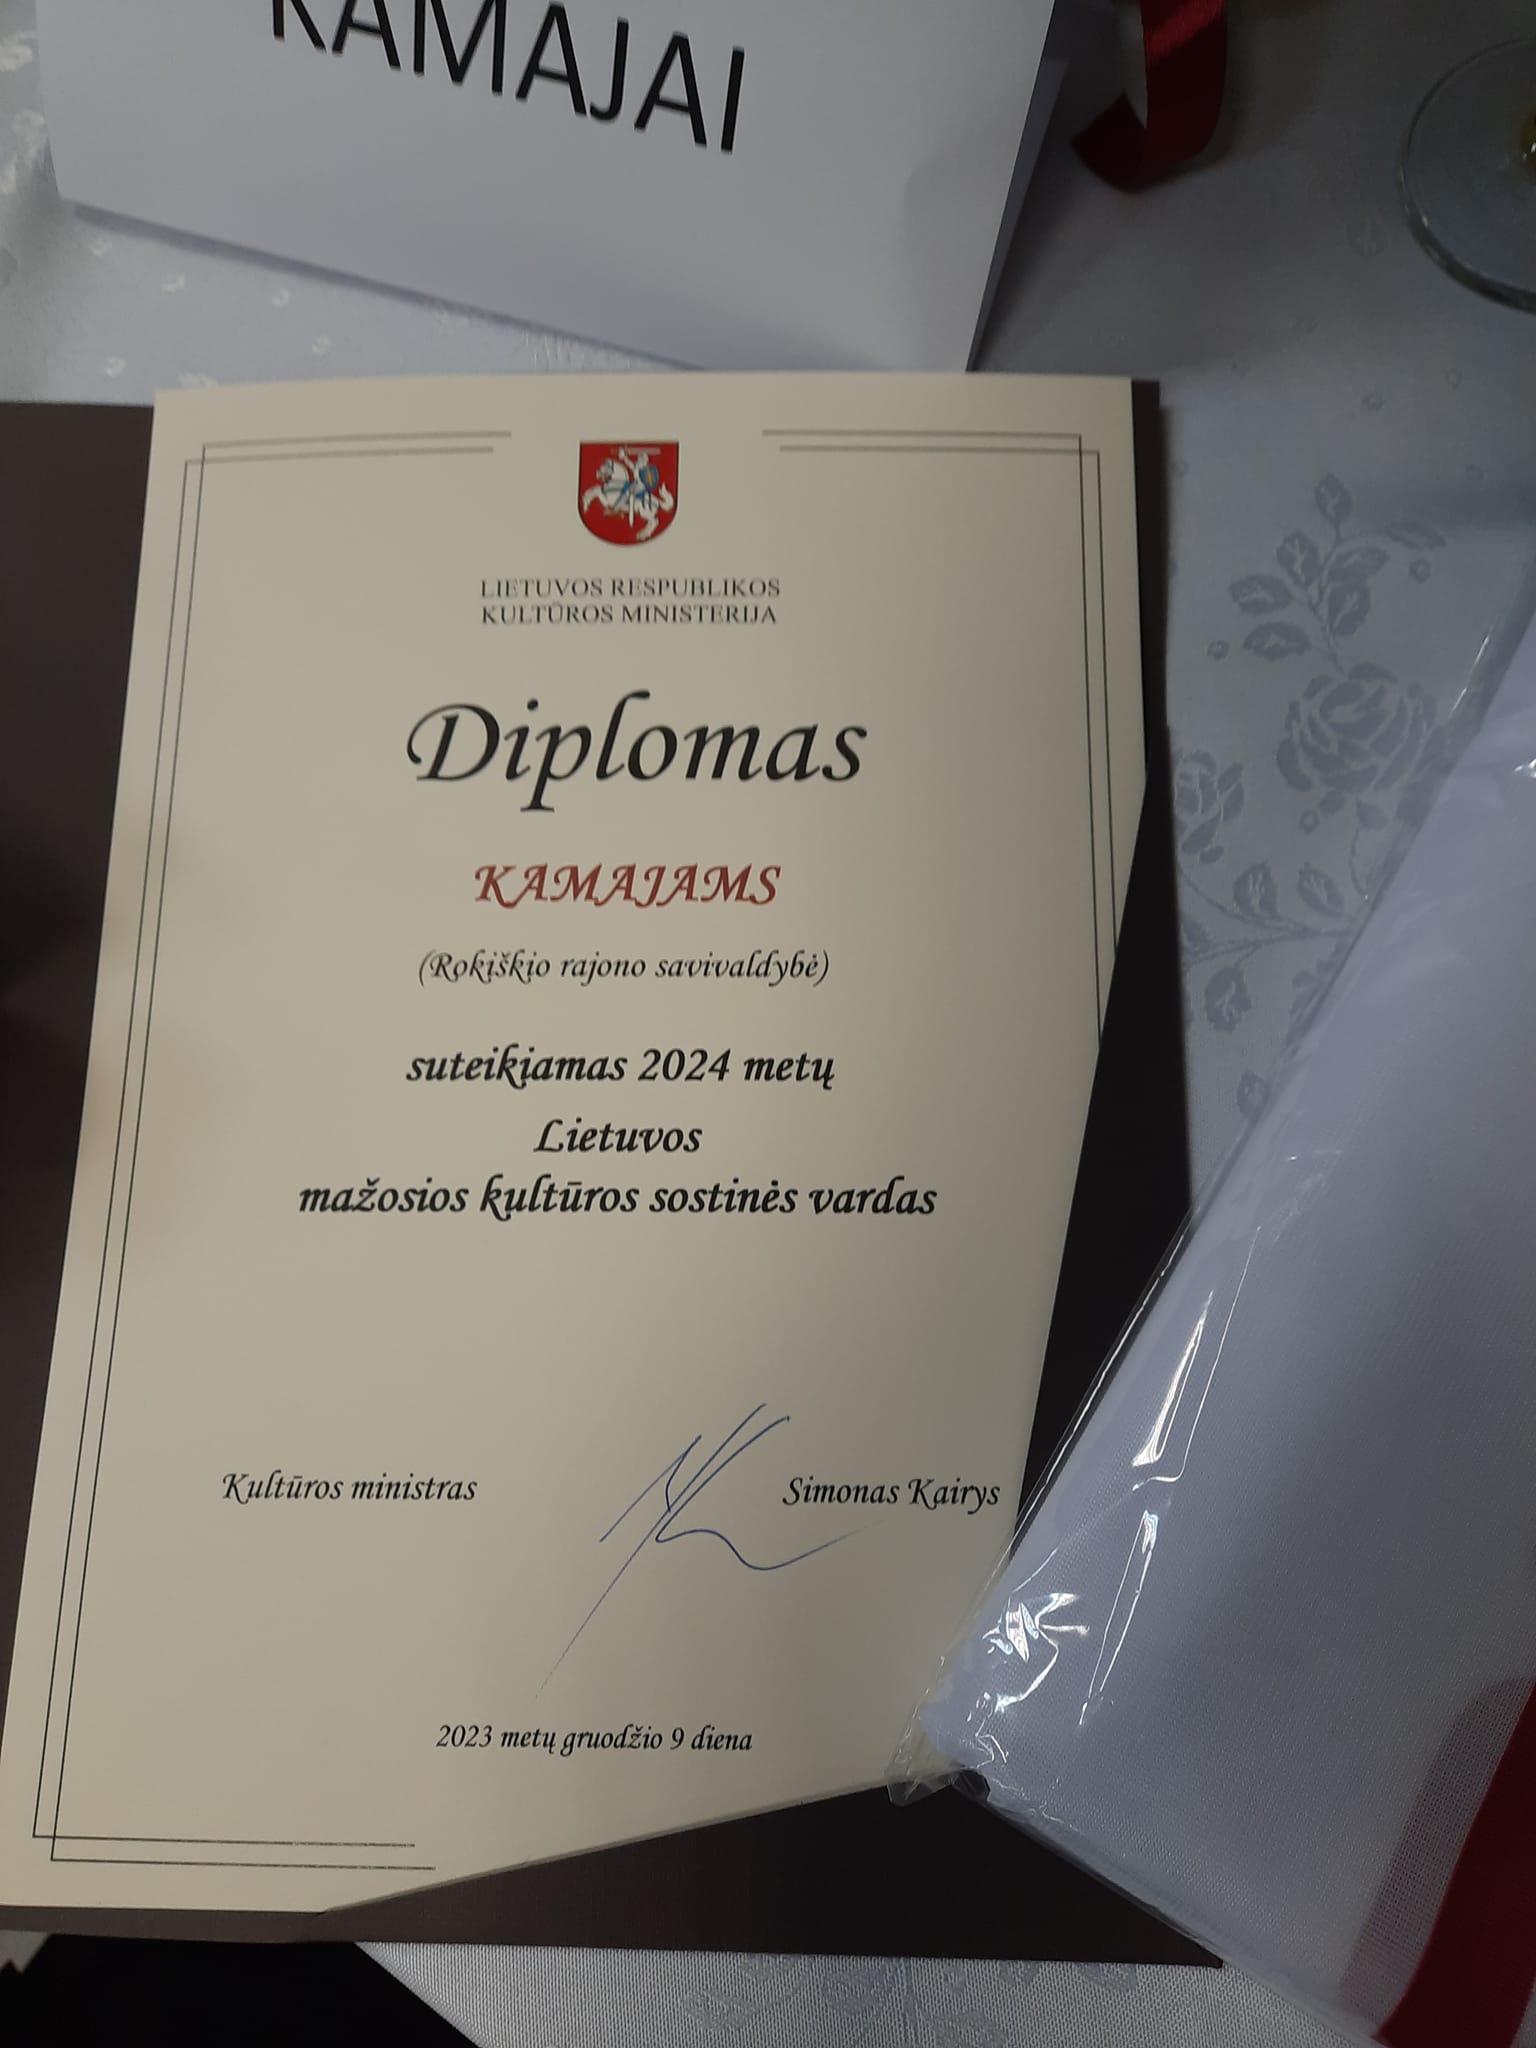 KAMAJAI
LIETUVOS RESPUBLIKOS
KULTŪROS MINISTERIJA
Diplomas
KAMAJAMS
(Rokiškio rajono savivaldybė)
suteikiamas 2024 metų
Lietuvos
mažosios kultūros sostinės vardas
Kultūros ministras
Simonas Kairys
2023 metų gruodžio 9 diena